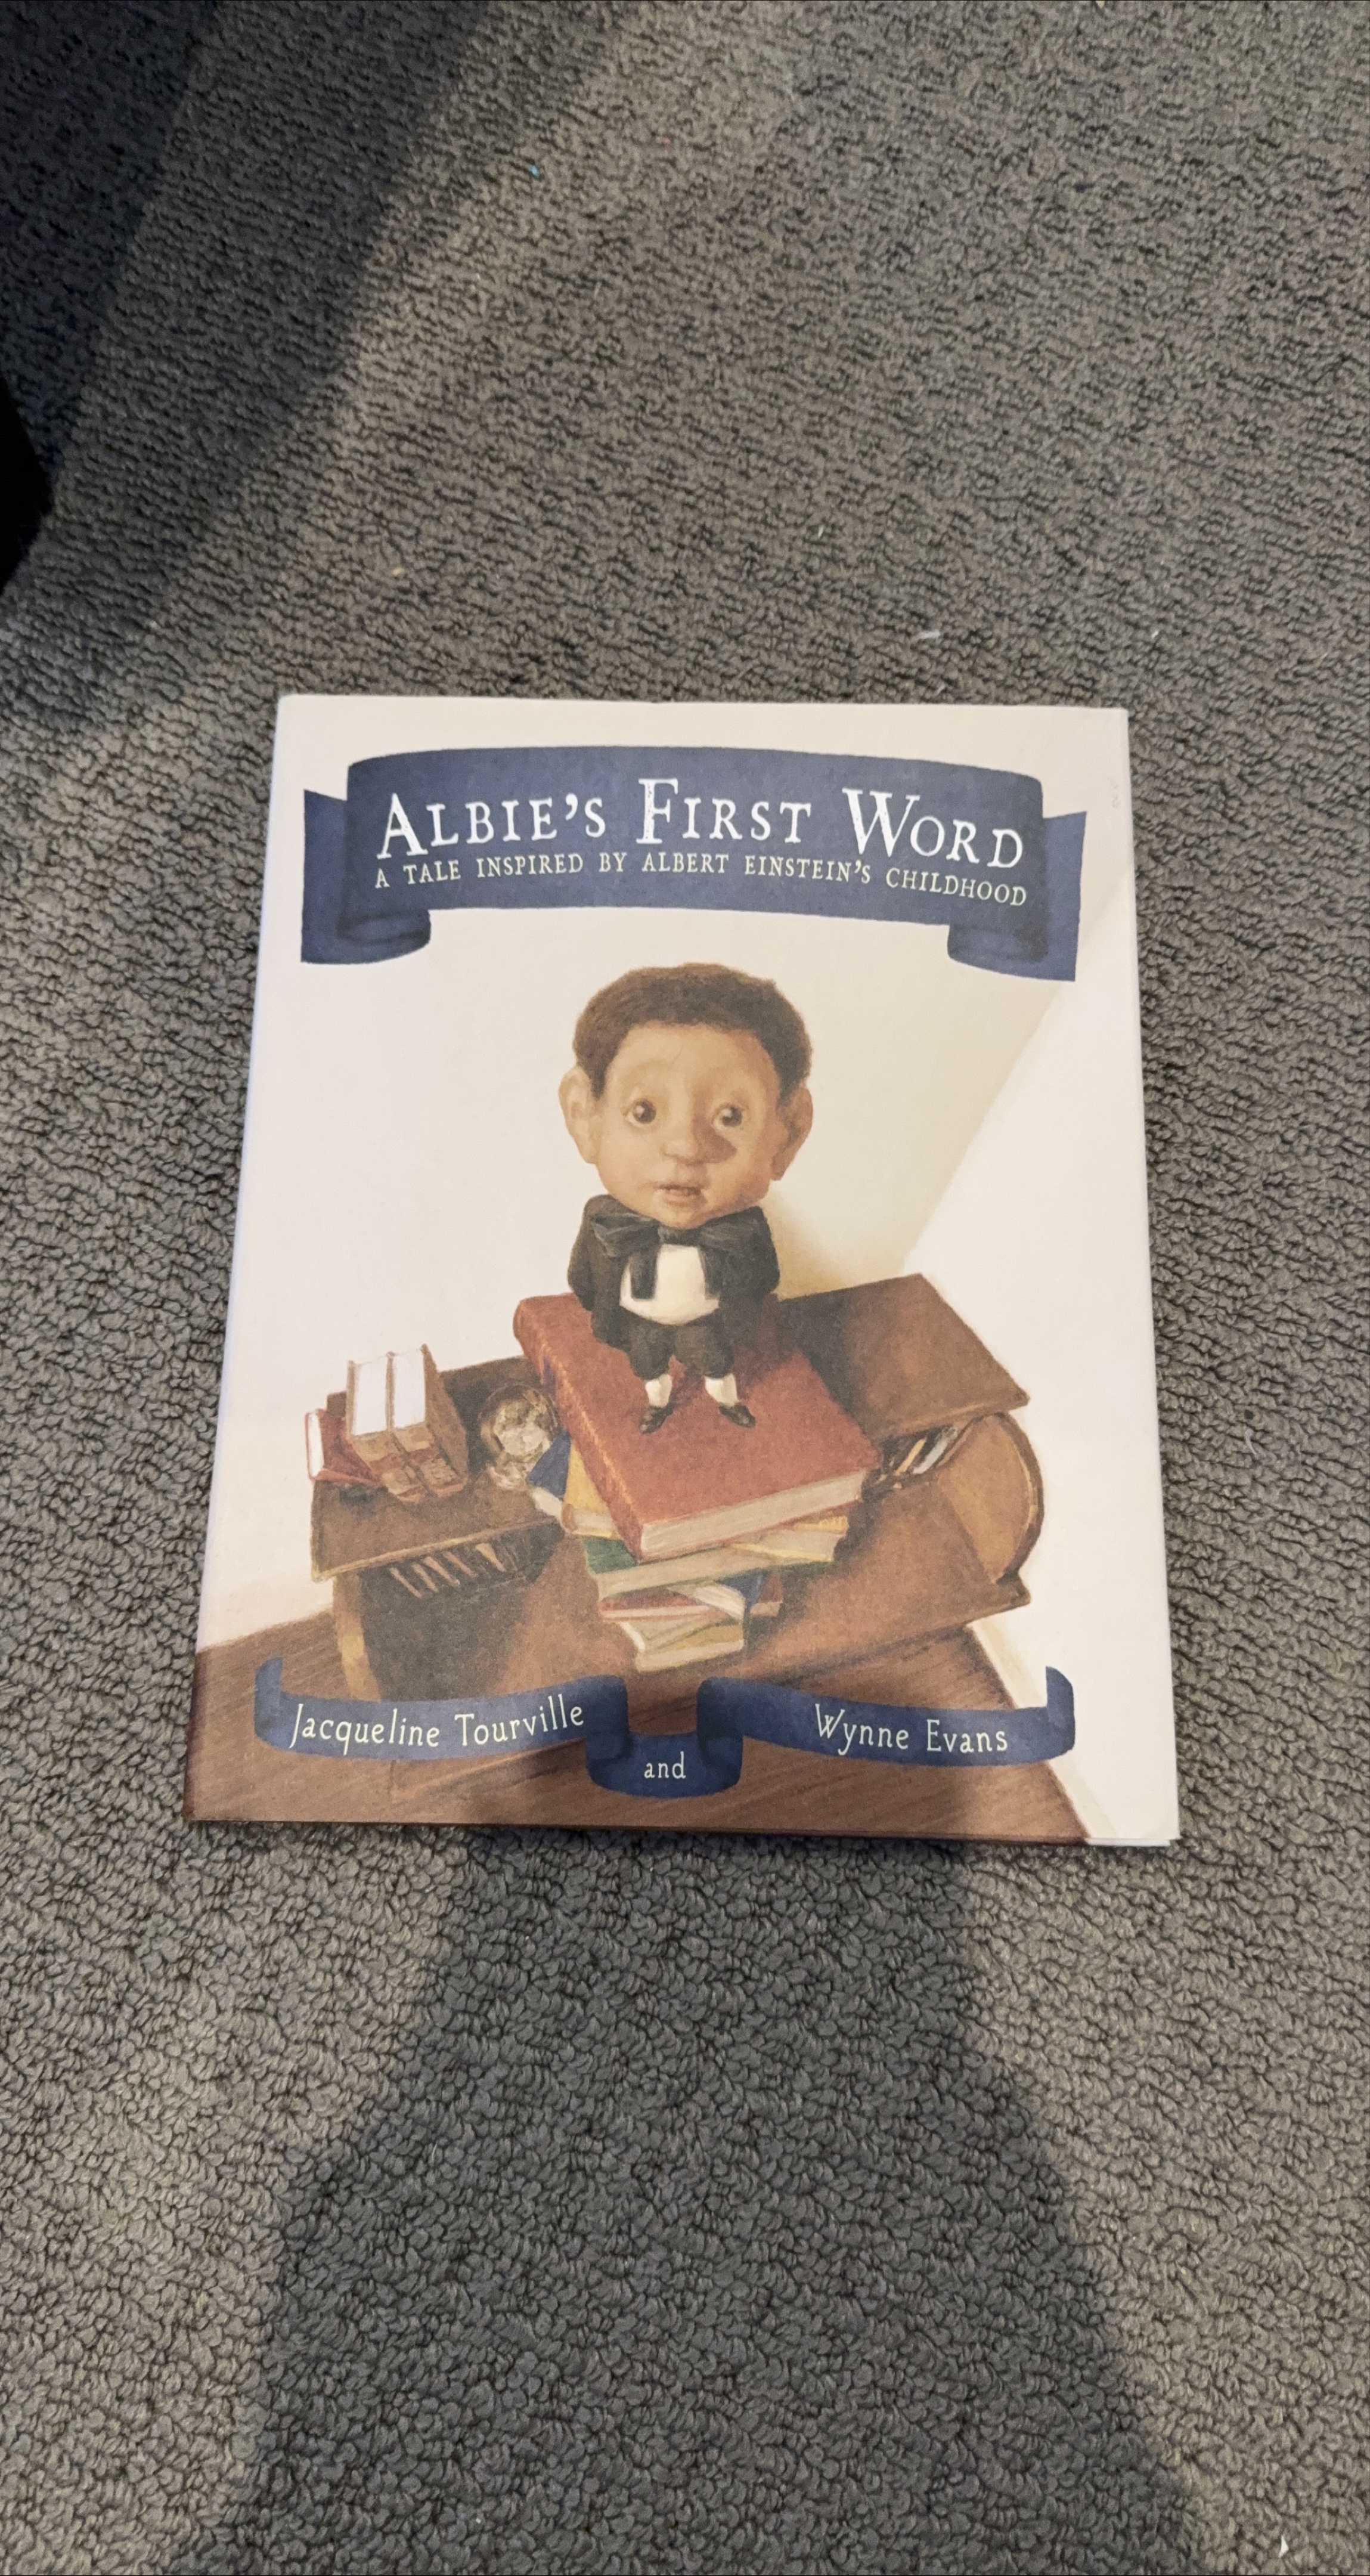 ALBIE'S FIRST WORD
A TALE INSPIRED BY ALBERT EINSTEIN'S CHILDHOOD
Jacqueline Tourville
and
Wynne Evans